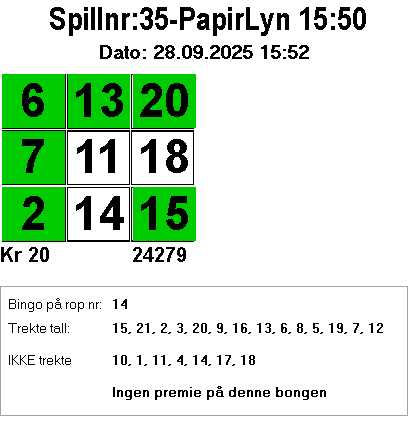 Spillnr:35-PapirLyn 15:50
Dato: 28.09.2025 15:52
6 13 20
7 11 18
2 14 15
Kr 20 24279
Bingo på rop nr: 14
Trekte tall: 15, 21, 2, 3, 20, 9, 16, 13, 6, 8, 5, 19, 7, 12
IKKE trekte 10, 1, 11, 4, 14, 17, 18
Ingen premie på denne bongen